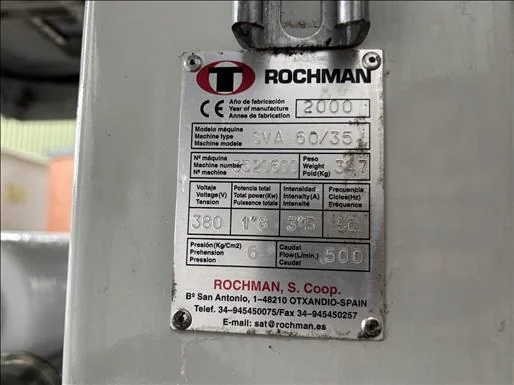 ROCHMAN
CE Año de fabricación
Year of manufacture
Annee de fabrication
2000
Modelo máquina
Machine type
Machine modele
SVA 60/35
Nº máquina
Machine number
Nº machine
3520600
Peso
Weight
Poid(Kg)
Voltaje
Voltage(V)
Tension
Potencia total
Total power(Kw)
Puissance totale
Intensidad
Intensity(A)
Intensité
Frecuencia
Cicles(Hz)
Eréquence
380 1"8 3"5 50
Presión(Kg/Cm2)
Prehension
Pression
6
Caudal
Flow(L/min.)
Caudal
500
ROCHMAN, S. Coop.
Bº San Antonio, 1-48210 OTXANDIO-SPAIN
Telef. 34-945450075/Fax 34-945450257
E-mail: sat@rochman.es